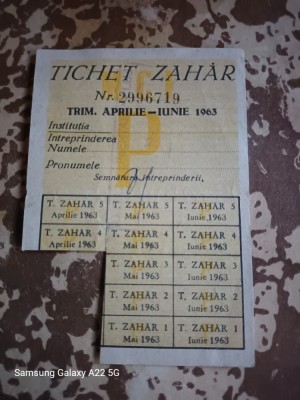 TICHET ZAHĂR
Nr. 2996719
TRIM. APRILIE—IUNIE 1963
Instituția
Întreprinderea
Numele
Pronumele
Semnătura întreprinderii,
T. ZAHĂR 5 T. ZAHĂR 5 T. ZAHĂR 5
Aprilie 1963 Mai 1963 Iunie 1963
T. ZAHĂR 4 T. ZAHĂR 4 T. ZAHĂR 4
Aprilie 1963 Mai 1963 Iunie 1963
T. ZAHĂR 3 T. ZAHĂR 3
Mai 1963 Iunie 1963
T. ZAHĂR 2 T. ZAHĂR 2
Mai 1963 Iunie 1963
T. ZAHĂR 1 T. ZAHĂR 1
Mai 1963 Iunie 1963
Samsung Galaxy A22 5G